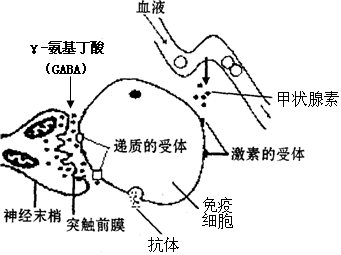 血液
γ-氨基丁酸
(GABA)
甲状腺素
递质的受体
激素的受体
免疫
细胞
神经末梢
突触前膜
抗体